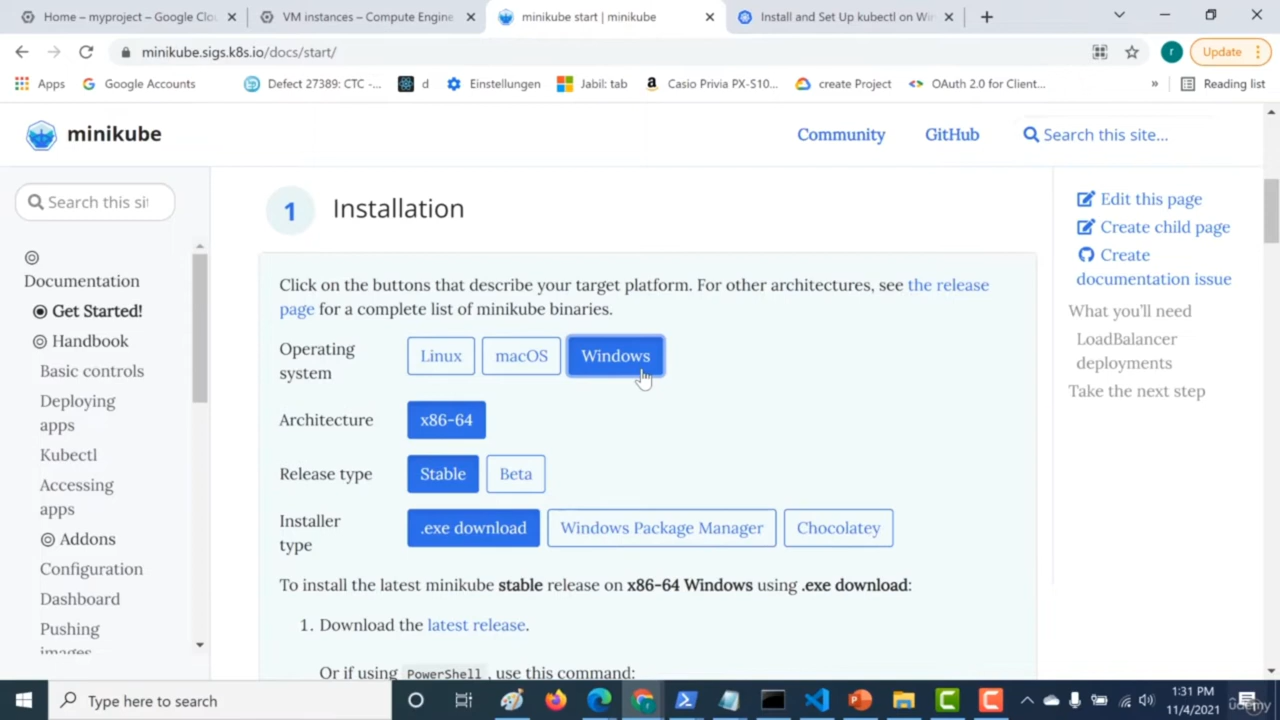 Home – myproject – Google Clou
VM instances – Compute Engine
minikube start | minikube
Install and Set Up kubectl on Win
minikube.sigs.k8s.io/docs/start/
r
Update
Apps
Google Accounts
Defect 27389: CTC -...
d
Einstellungen
Jabil: tab
Casio Privia PX-S10...
create Project
OAuth 2.0 for Client...
»
Reading list
minikube
Community
GitHub
Search this site...
Search this sit
Documentation
Get Started!
Handbook
Basic controls
Deploying
apps
Kubectl
Accessing
apps
Addons
Configuration
Dashboard
Pushing
images
1
Installation
Click on the buttons that describe your target platform. For other architectures, see the release
page for a complete list of minikube binaries.
Operating
system
Linux
macOS
Windows
Architecture
x86-64
Release type
Stable
Beta
Installer
type
.exe download
Windows Package Manager
Chocolatey
To install the latest minikube stable release on x86-64 Windows using .exe download:
1. Download the latest release.
Or if using PowerShell, use this command:
Edit this page
Create child page
Create
documentation issue
What you'll need
LoadBalancer
deployments
Take the next step
Type here to search
1:31 PM
11/4/2021
udemy